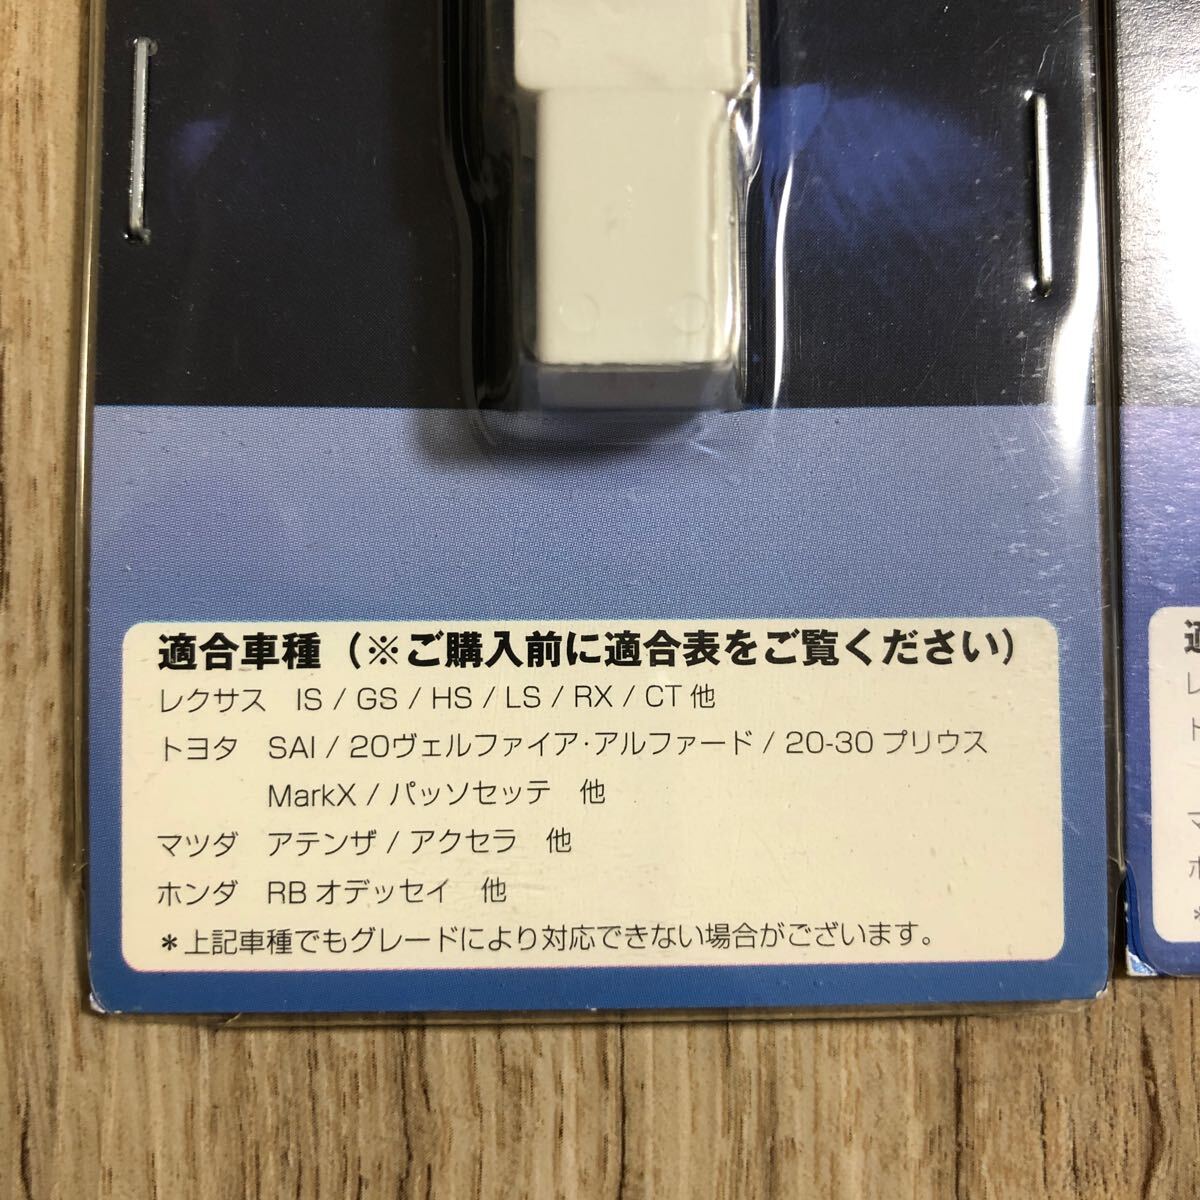 適合車種（※ご購入前に適合表をご覧ください）
レクサス　IS / GS / HS / LS / RX / CT 他
トヨタ　SAI / 20ヴェルファイア・アルファード / 20-30 プリウス
MarkX / パッソセッテ　他
マツダ　アテンザ / アクセラ　他
ホンダ　RB オデッセイ　他
＊上記車種でもグレードにより対応できない場合がございます。